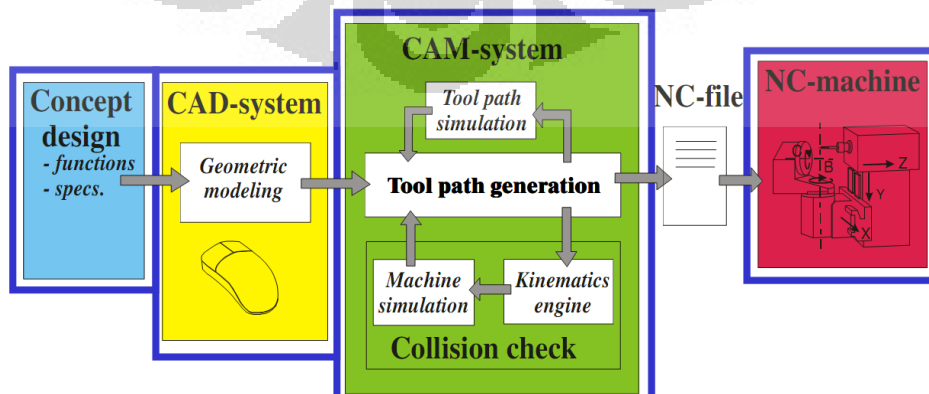 Concept
design
- functions
- specs.
CAD-system
Geometric
modeling
CAM-system
Tool path
simulation
Tool path generation
Machine
simulation
Kinematics
engine
Collision check
NC-file
NC-machine
Z
B
Y
X